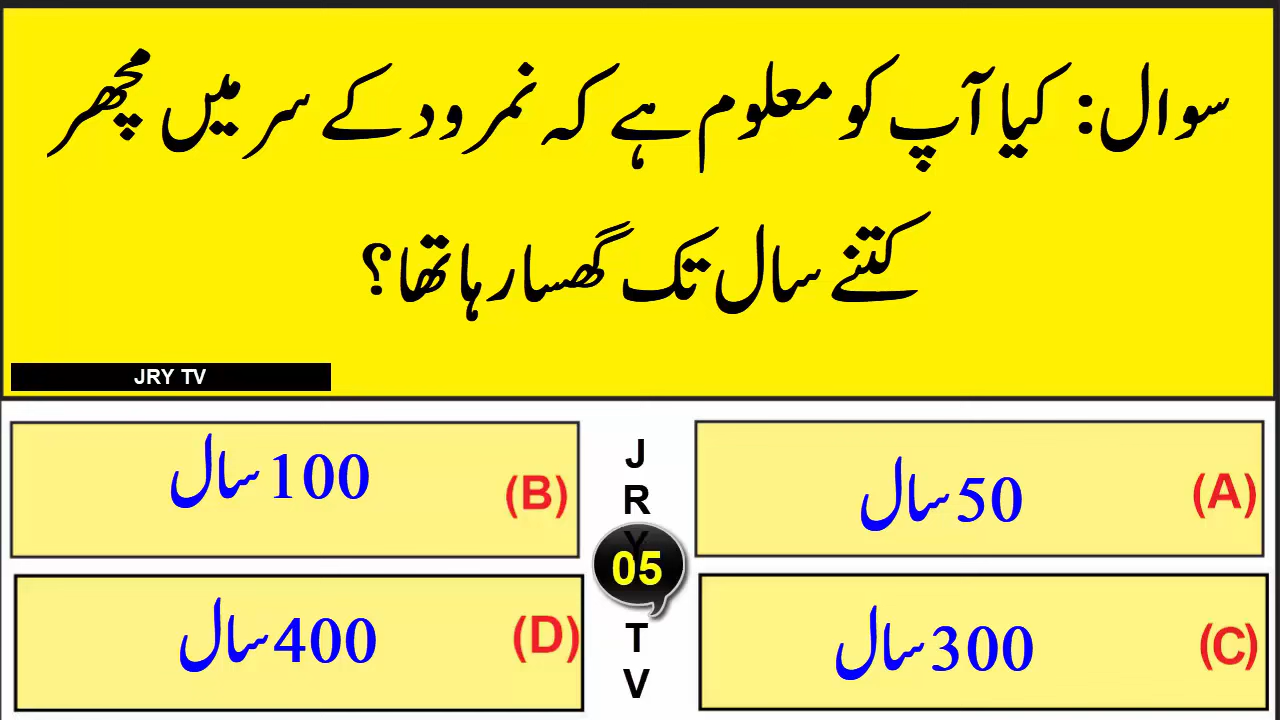 سوال: کیا آپ کو معلوم ہے کہ نمرود کے سر میں مچھر
کتنے سال تک گھسا رہا تھا؟
JRY TV
(A) 50 سال
(B) 100 سال
(C) 300 سال
(D) 400 سال
J
R
Y
05
T
V